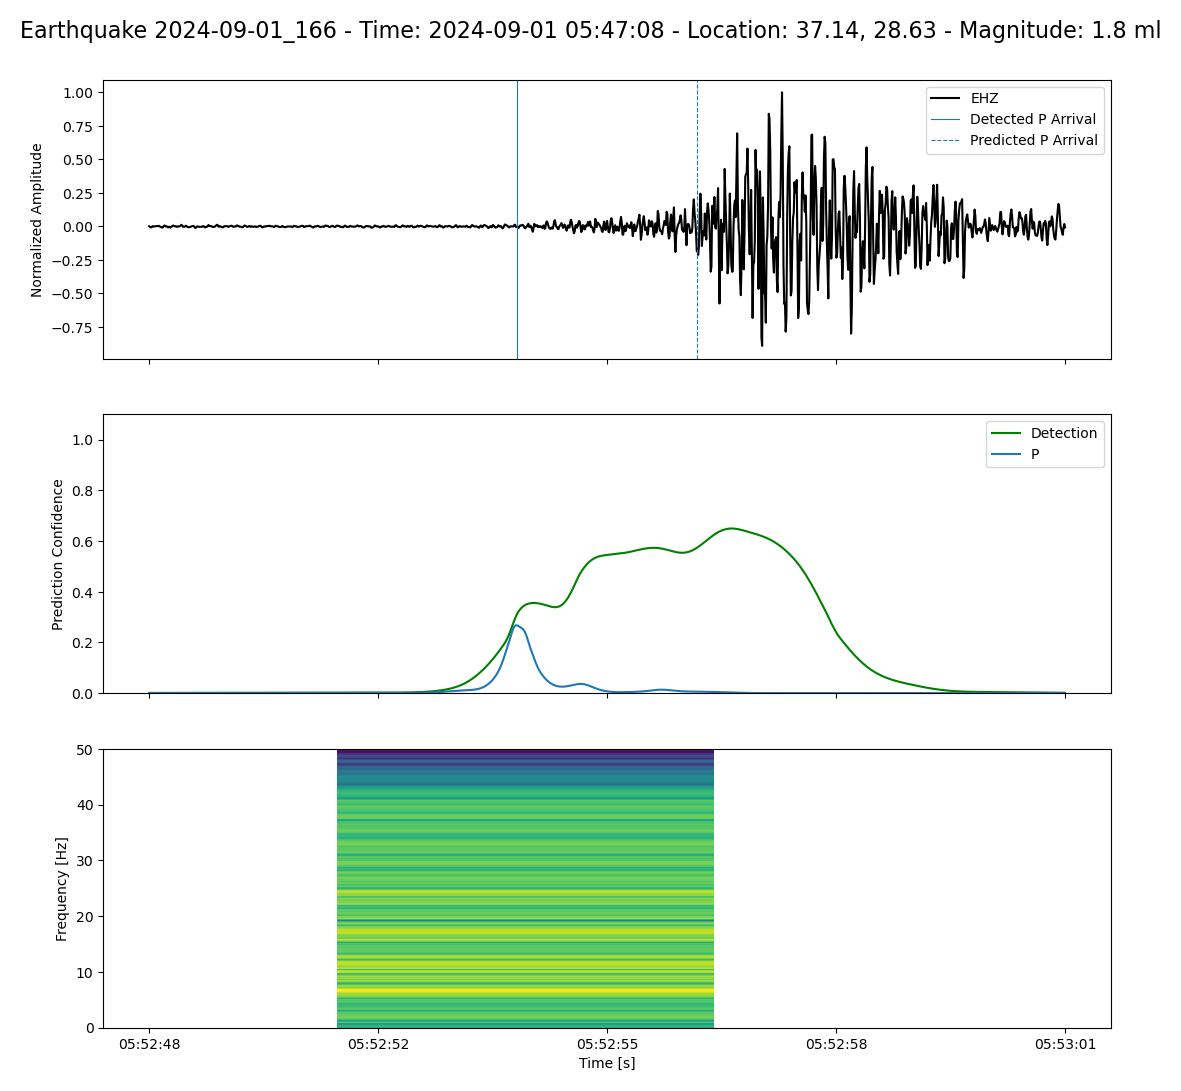 Earthquake 2024-09-01_166 - Time: 2024-09-01 05:47:08 - Location: 37.14, 28.63 - Magnitude: 1.8 ml
Normalized Amplitude
1.00
0.75
0.50
0.25
0.00
−0.25
−0.50
−0.75
EHZ
Detected P Arrival
Predicted P Arrival
Prediction Confidence
1.0
0.8
0.6
0.4
0.2
0.0
Detection
P
Frequency [Hz]
50
40
30
20
10
0
05:52:48 05:52:52 05:52:55 05:52:58 05:53:01
Time [s]